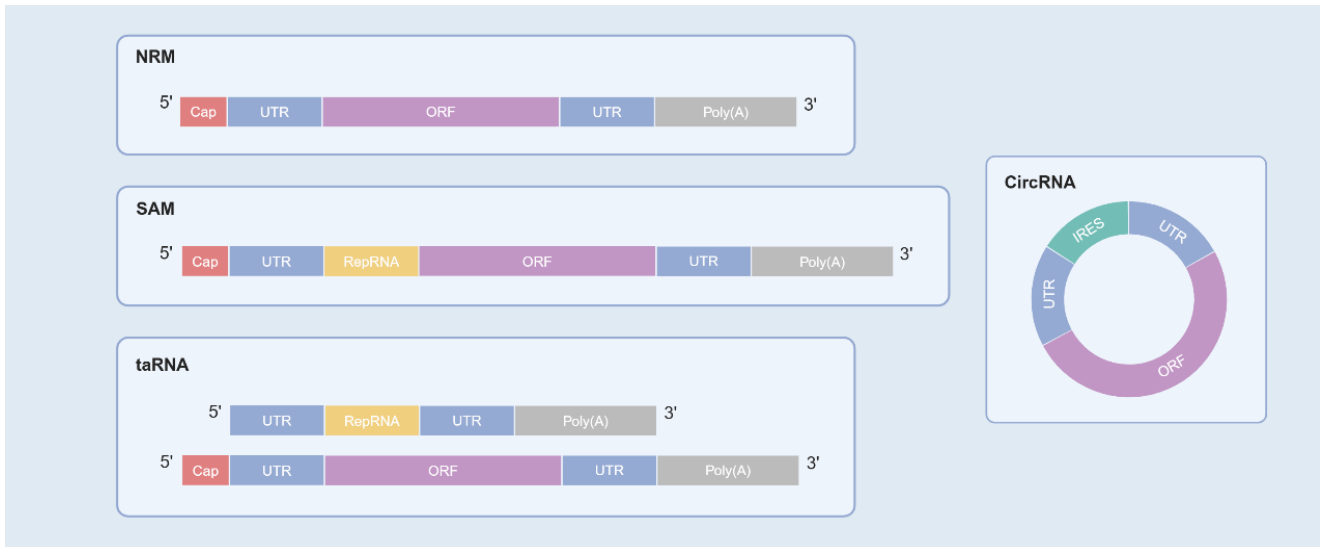 NRM
5' Cap UTR ORF UTR Poly(A) 3'
SAM
5' Cap UTR RepRNA ORF UTR Poly(A) 3'
taRNA
5' UTR RepRNA UTR Poly(A) 3'
5' Cap UTR ORF UTR Poly(A) 3'
CircRNA
IRES
UTR
UTR
ORF